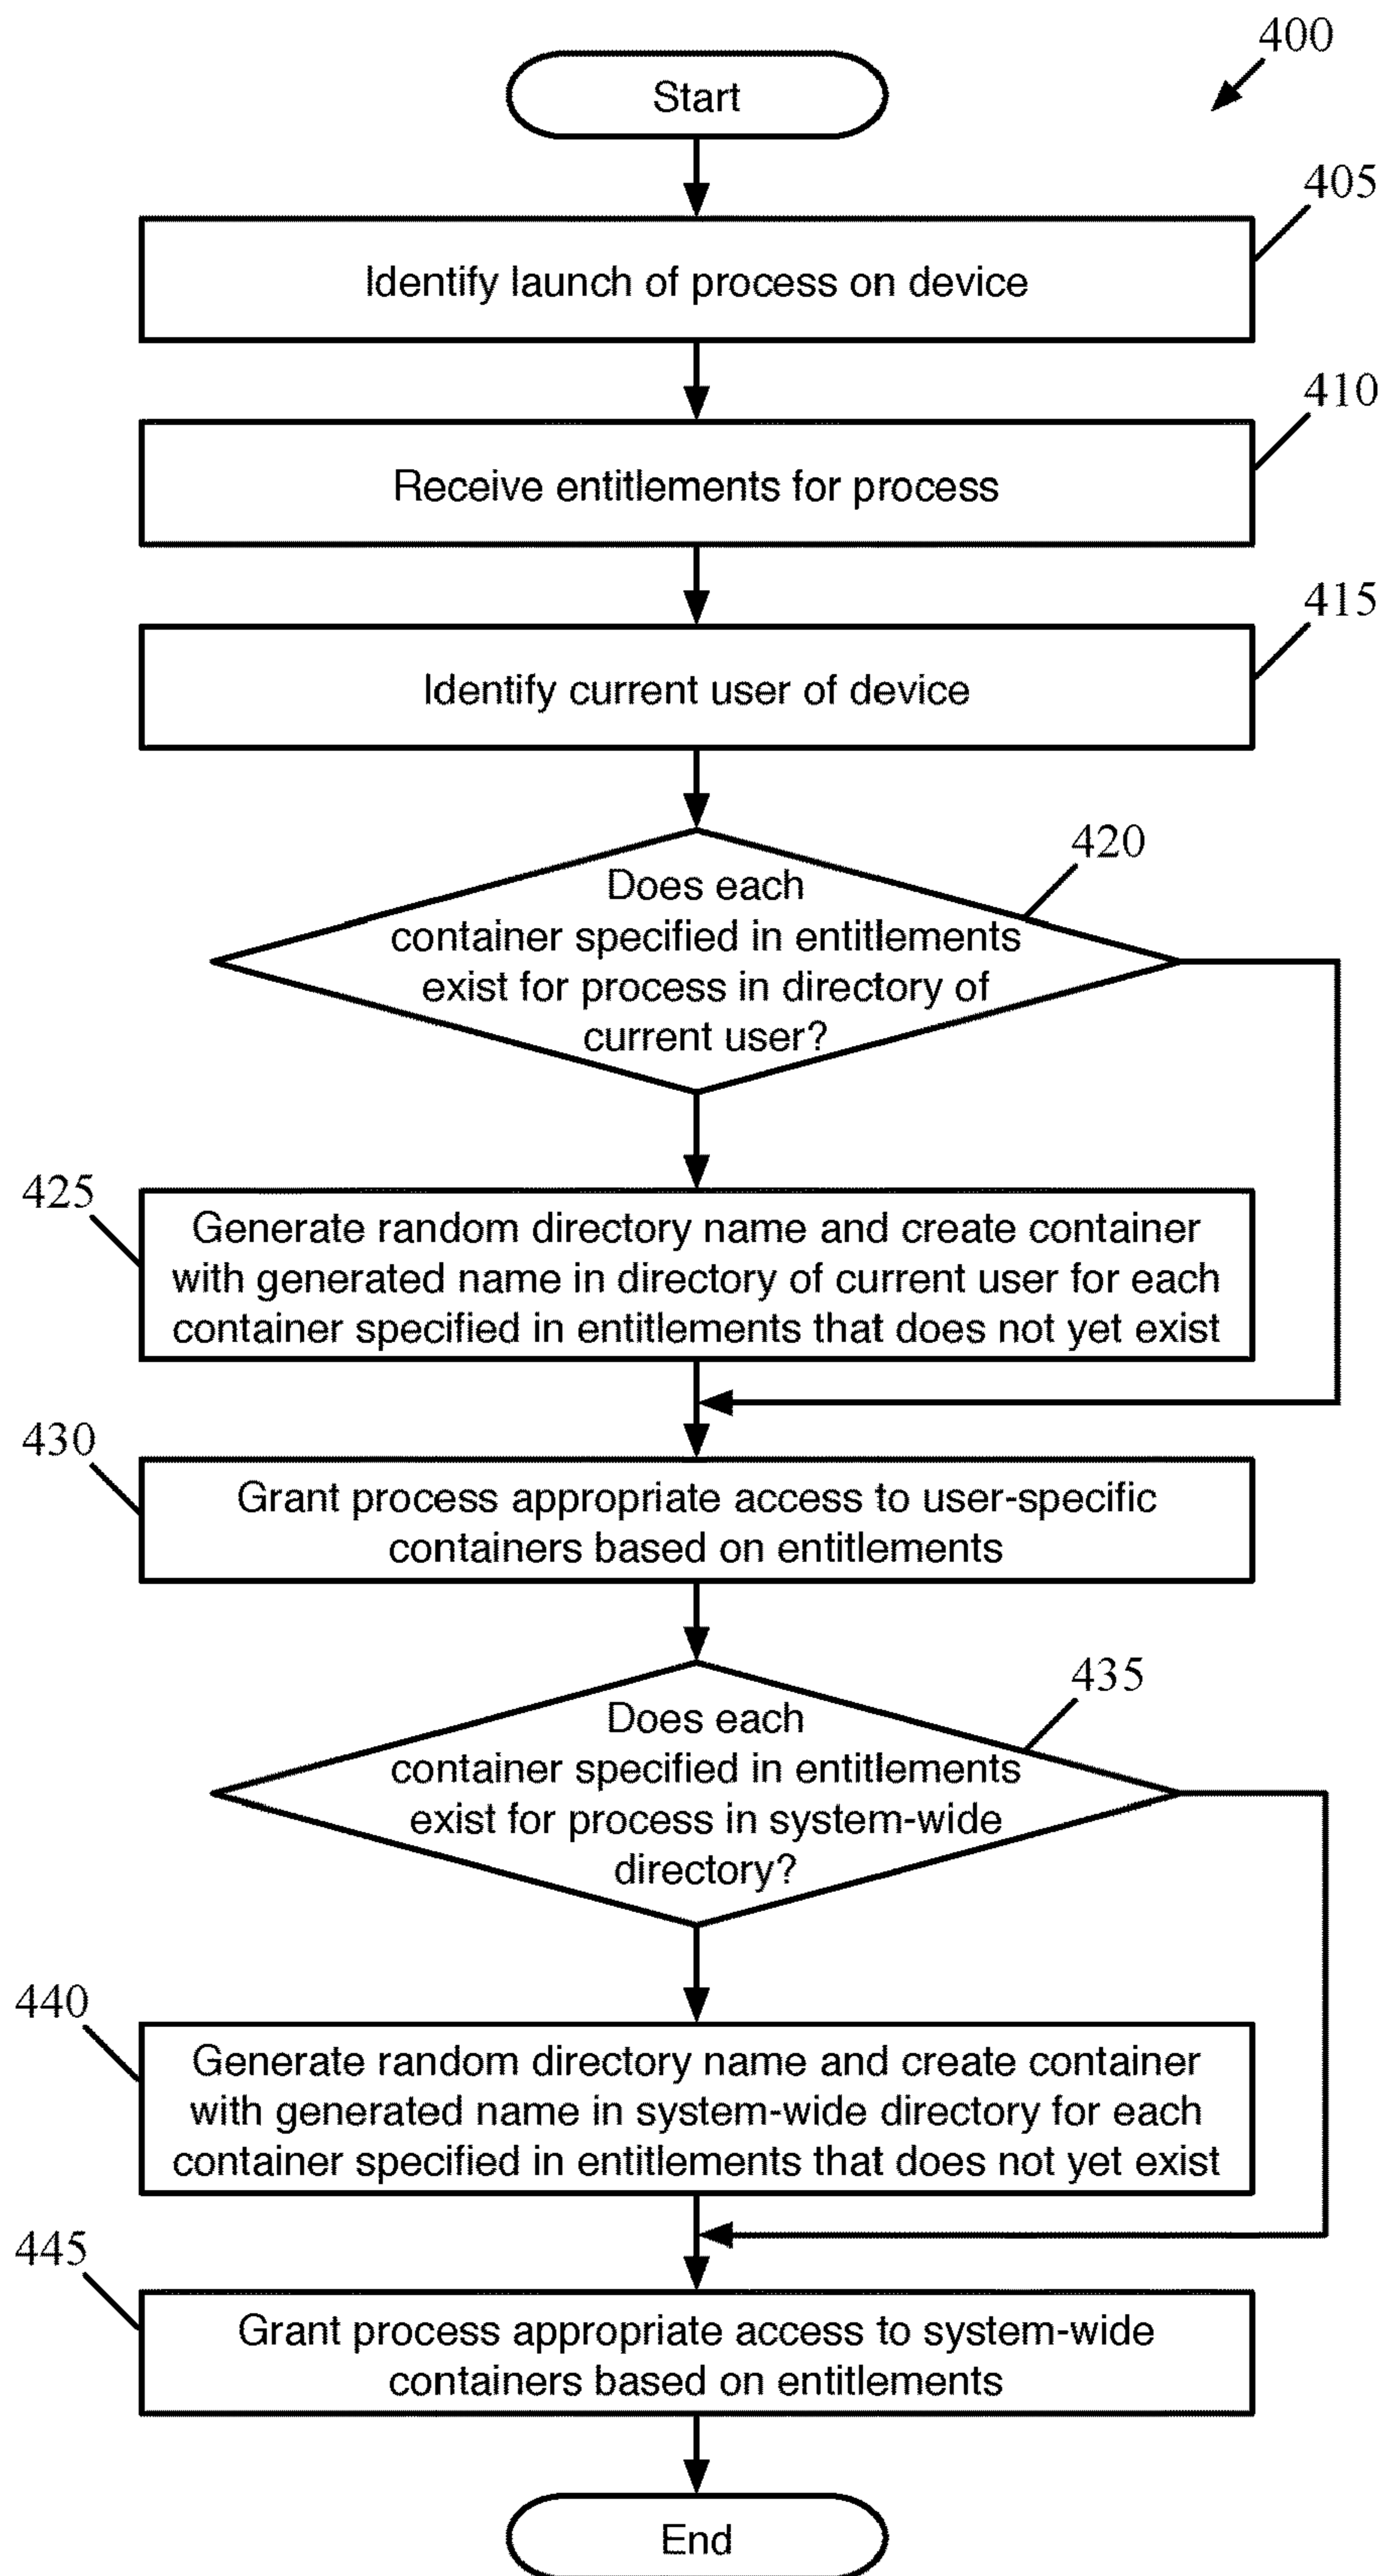 400
Start
405
Identify launch of process on device
410
Receive entitlements for process
415
Identify current user of device
420
Does each
container specified in entitlements
exist for process in directory of
current user?
425
Generate random directory name and create container
with generated name in directory of current user for each
container specified in entitlements that does not yet exist
430
Grant process appropriate access to user-specific
containers based on entitlements
435
Does each
container specified in entitlements
exist for process in system-wide
directory?
440
Generate random directory name and create container
with generated name in system-wide directory for each
container specified in entitlements that does not yet exist
445
Grant process appropriate access to system-wide
containers based on entitlements
End